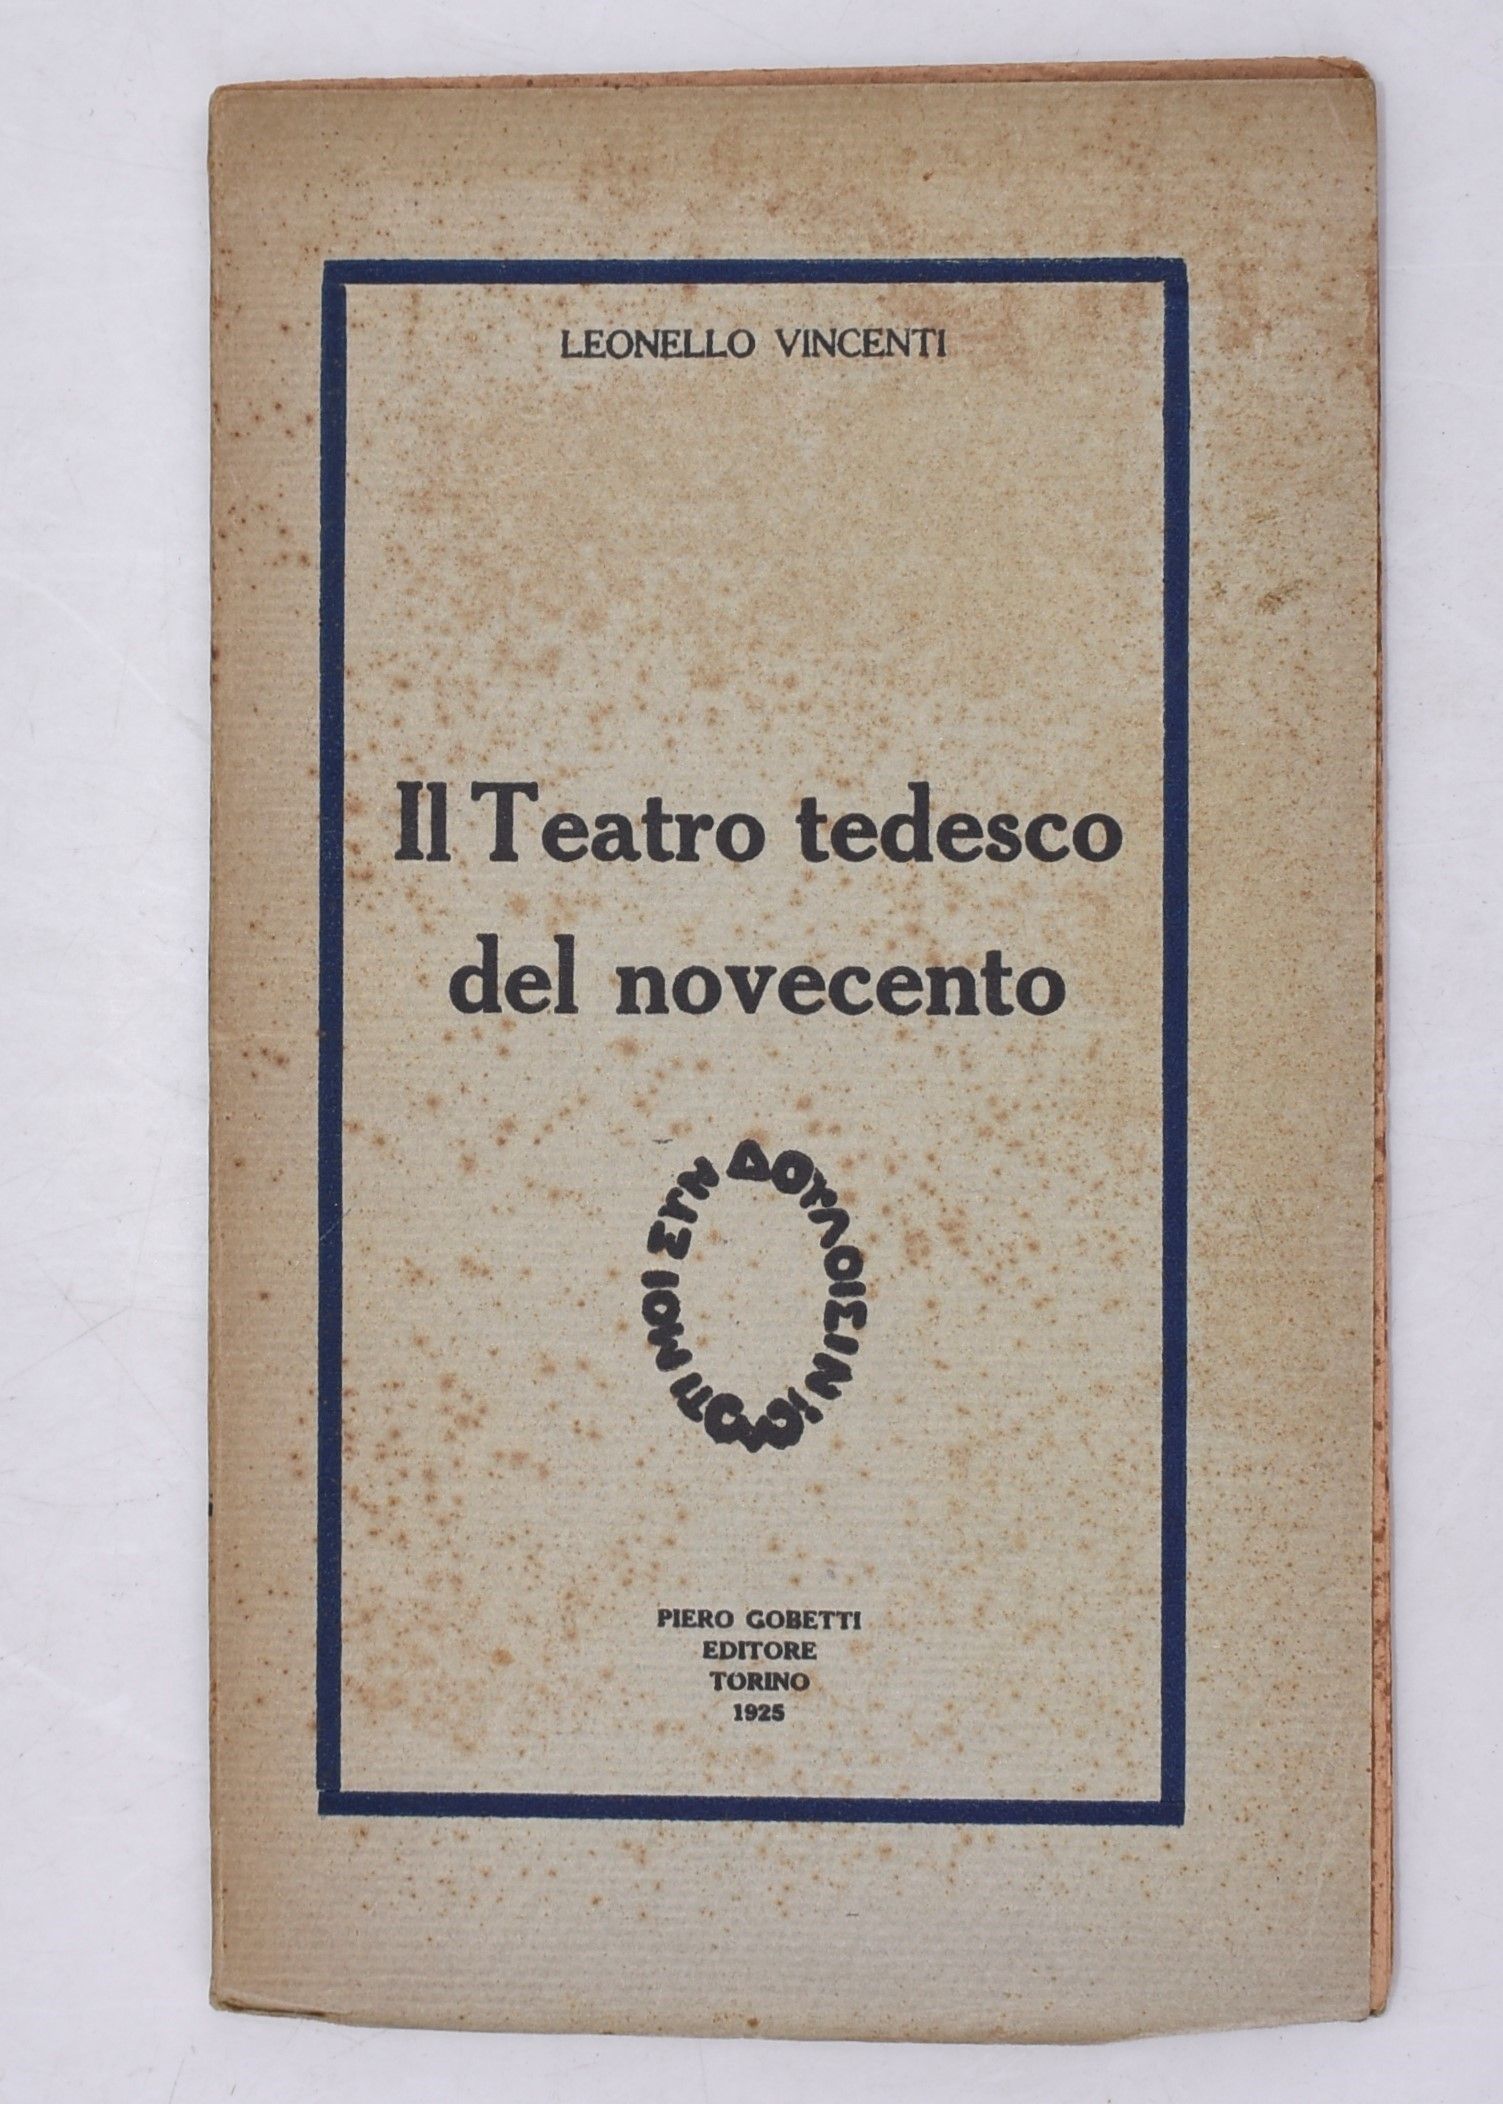 LEONELLO VINCENTI
Il Teatro tedesco
del novecento
ΤΙ ΜΟΙ ΣΥΝ ΔΟΥΛΟΙΣΙΝ
PIERO GOBETTI
EDITORE
TORINO
1925